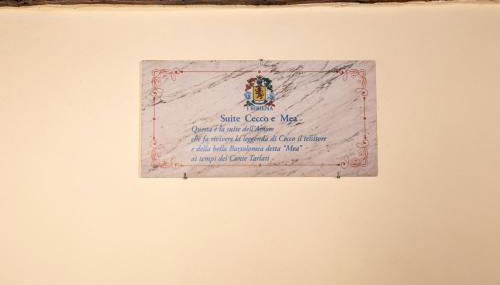 I BIBIENA
Suite Cecco e Mea
Questa è la suite dell'Amore
che fa rivivere la leggenda di Cecco il tessitore
e della bella Bartolomea detta "Mea"
ai tempi del Conte Tarlati